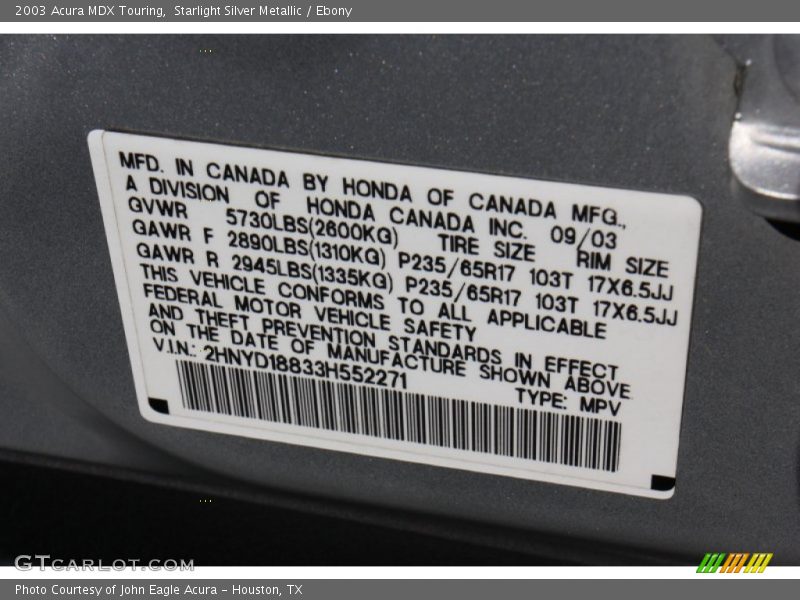 2003 Acura MDX Touring,  Starlight Silver Metallic / Ebony
MFD. IN CANADA BY HONDA OF CANADA MFG.,
A DIVISION OF HONDA CANADA INC. 09/03
GVWR 5730LBS(2600KG) TIRE SIZE RIM SIZE
GAWR F 2890LBS(1310KG) P235/65R17 103T 17X6.5JJ
GAWR R 2945LBS(1335KG) P235/65R17 103T 17X6.5JJ
THIS VEHICLE CONFORMS TO ALL APPLICABLE
FEDERAL MOTOR VEHICLE SAFETY
AND THEFT PREVENTION STANDARDS IN EFFECT
ON THE DATE OF MANUFACTURE SHOWN ABOVE.
V.I.N.: 2HNYD18833H552271 TYPE: MPV
GTCARLOT.COM
Photo Courtesy of John Eagle Acura - Houston, TX